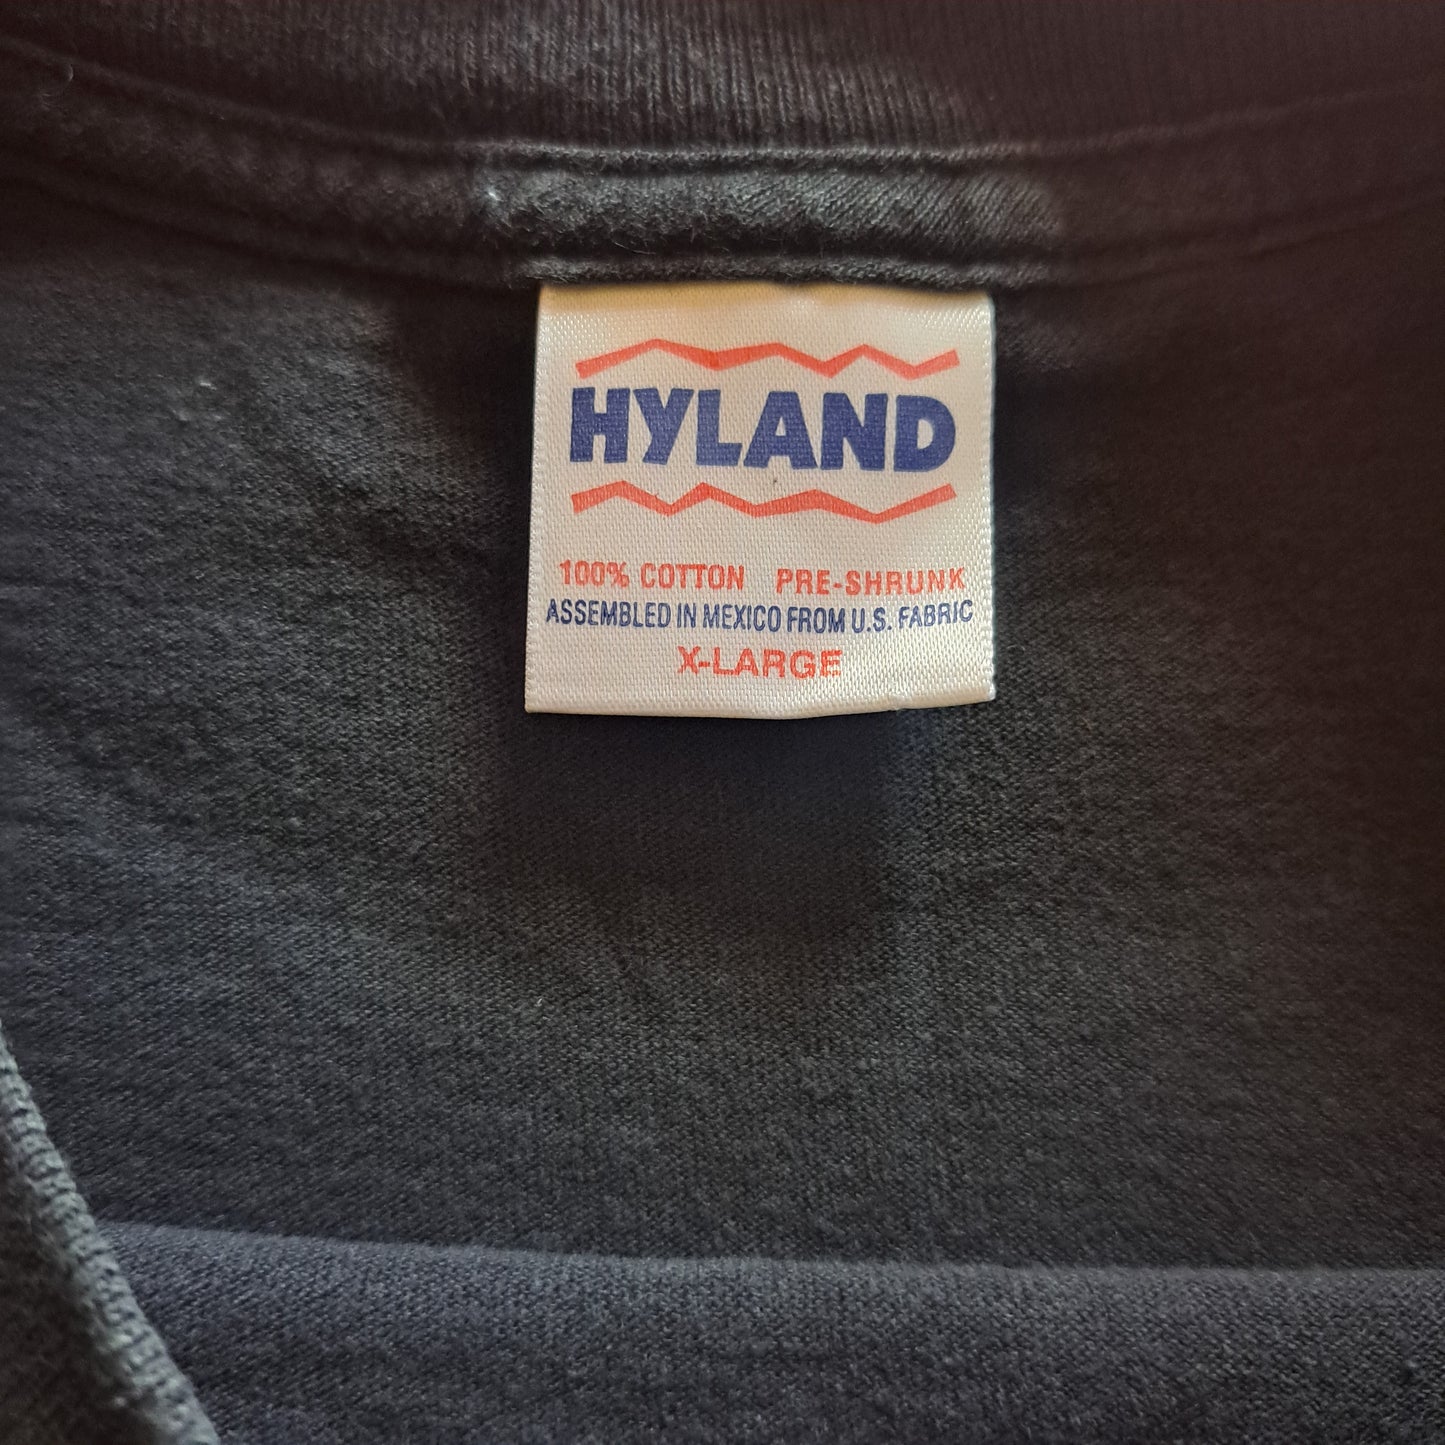 HYLAND
100% COTTON PRE-SHRUNK
ASSEMBLED IN MEXICO FROM U.S. FABRIC
X-LARGE